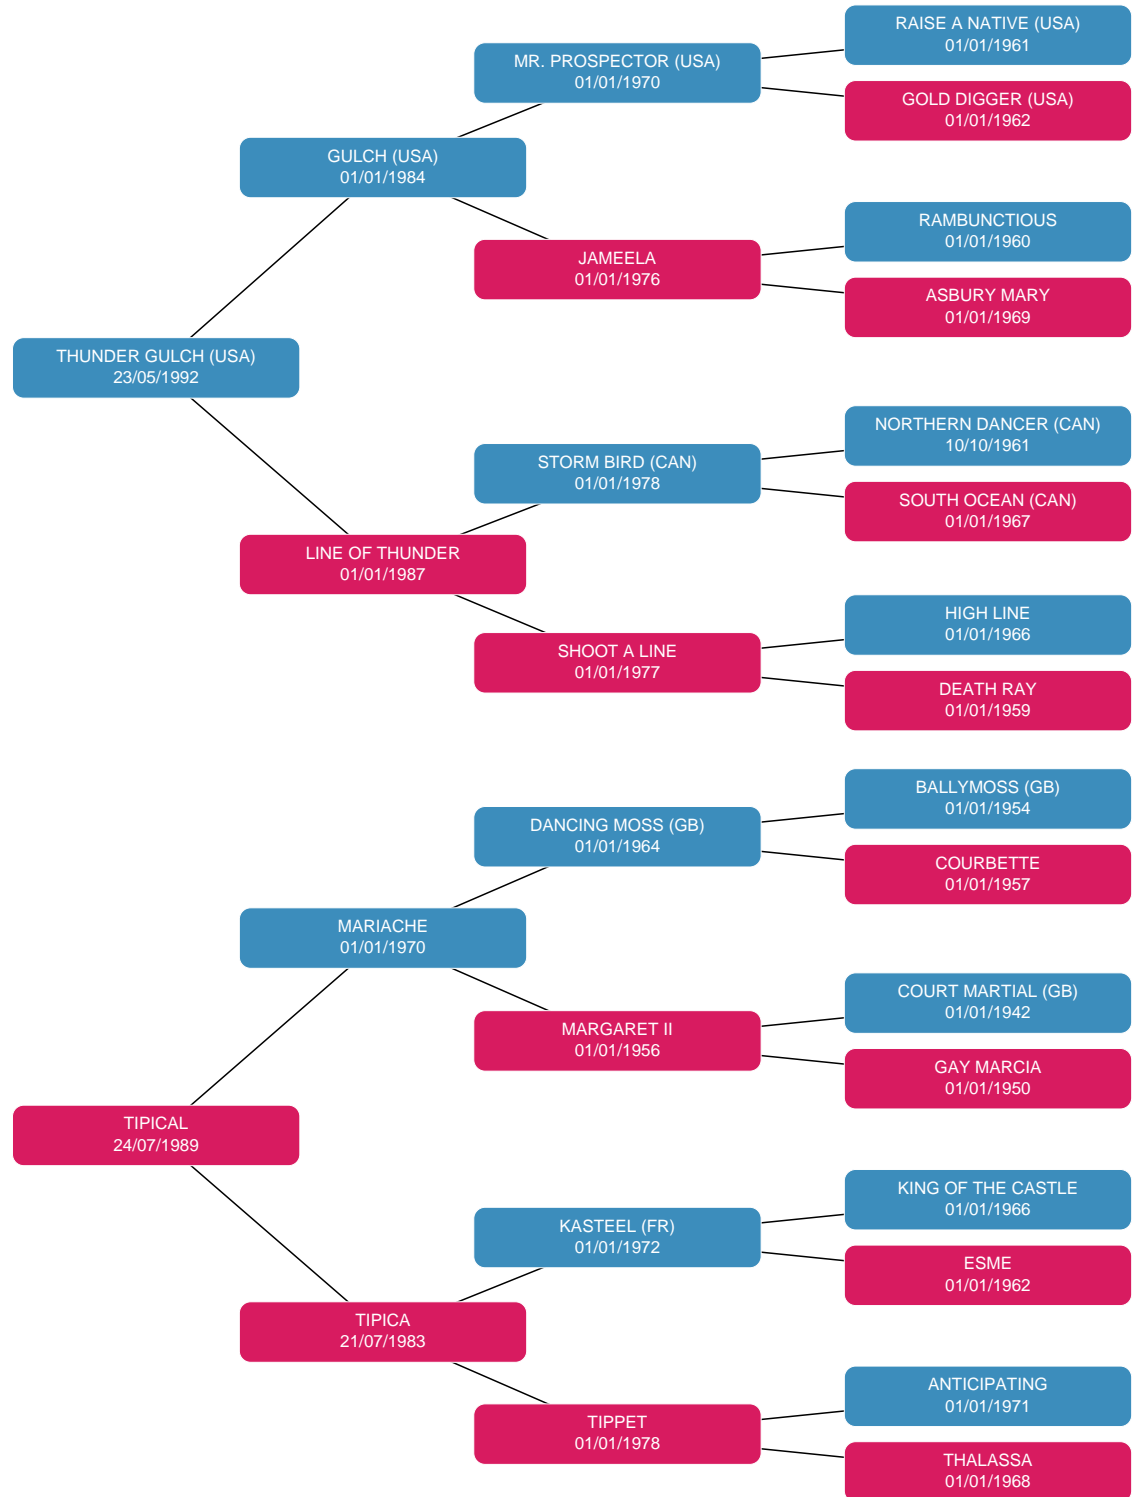 RAISE A NATIVE (USA)
01/01/1961
MR. PROSPECTOR (USA)
01/01/1970
GOLD DIGGER (USA)
01/01/1962
GULCH (USA)
01/01/1984
RAMBUNCTIOUS
01/01/1960
JAMEELA
01/01/1976
ASBURY MARY
01/01/1969
THUNDER GULCH (USA)
23/05/1992
NORTHERN DANCER (CAN)
10/10/1961
STORM BIRD (CAN)
01/01/1978
SOUTH OCEAN (CAN)
01/01/1967
LINE OF THUNDER
01/01/1987
HIGH LINE
01/01/1966
SHOOT A LINE
01/01/1977
DEATH RAY
01/01/1959
BALLYMOSS (GB)
01/01/1954
DANCING MOSS (GB)
01/01/1964
COURBETTE
01/01/1957
MARIACHE
01/01/1970
COURT MARTIAL (GB)
01/01/1942
MARGARET II
01/01/1956
GAY MARCIA
01/01/1950
TIPICAL
24/07/1989
KING OF THE CASTLE
01/01/1966
KASTEEL (FR)
01/01/1972
ESME
01/01/1962
TIPICA
21/07/1983
ANTICIPATING
01/01/1971
TIPPET
01/01/1978
THALASSA
01/01/1968